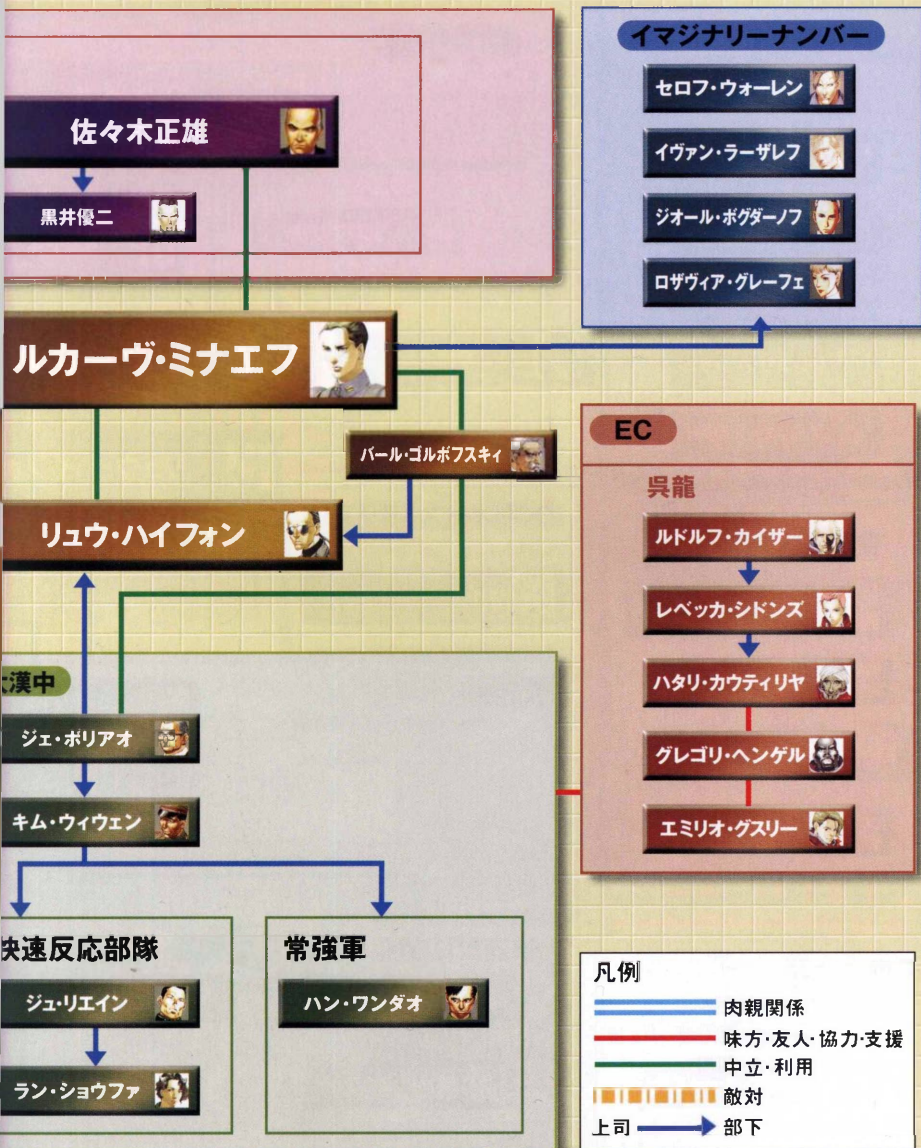 イマジナリーナンバー
セロフ・ウォーレン
イヴァン・ラーザレフ
ジオール・ボグダーノフ
ロザヴィア・グレーフェ
佐々木正雄
黒井優二
ルカーヴ・ミナエフ
バール・ゴルボフスキィ
リュウ・ハイフォン
EC
呉龍
ルドルフ・カイザー
レベッカ・シドンズ
ハタリ・カウティリヤ
グレゴリ・ヘンゲル
エミリオ・グスリー
漢中
ジェ・ボリアオ
キム・ウィウェン
快速反応部隊
ジュ・リエイン
ラン・ショウファ
常強軍
ハン・ワンダオ
凡例
肉親関係
味方・友人・協力・支援
中立・利用
敵対
上司 部下